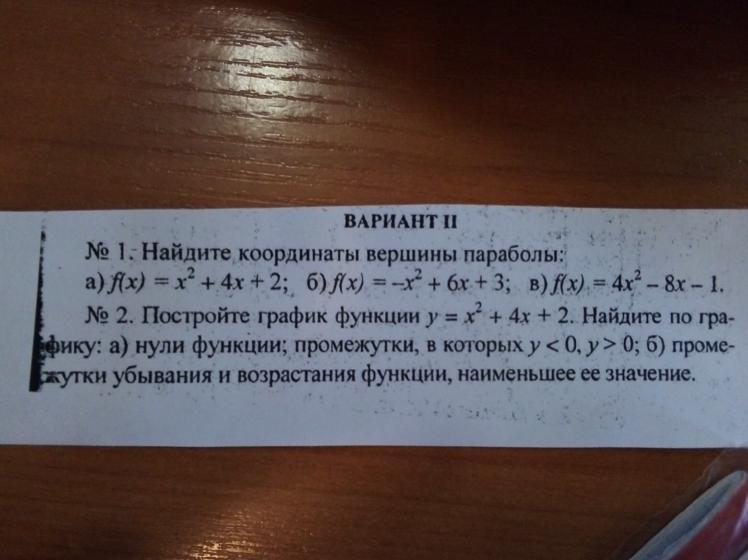 ВАРИАНТ II
№ 1. Найдите координаты вершины параболы:
а) f(x) = x² + 4x + 2; б) f(x) = –x² + 6x + 3; в) f(x) = 4x² – 8x – 1.
№ 2. Постройте график функции y = x² + 4x + 2. Найдите по гра-
фику: а) нули функции; промежутки, в которых y < 0, y > 0; б) проме-
жутки убывания и возрастания функции, наименьшее ее значение.